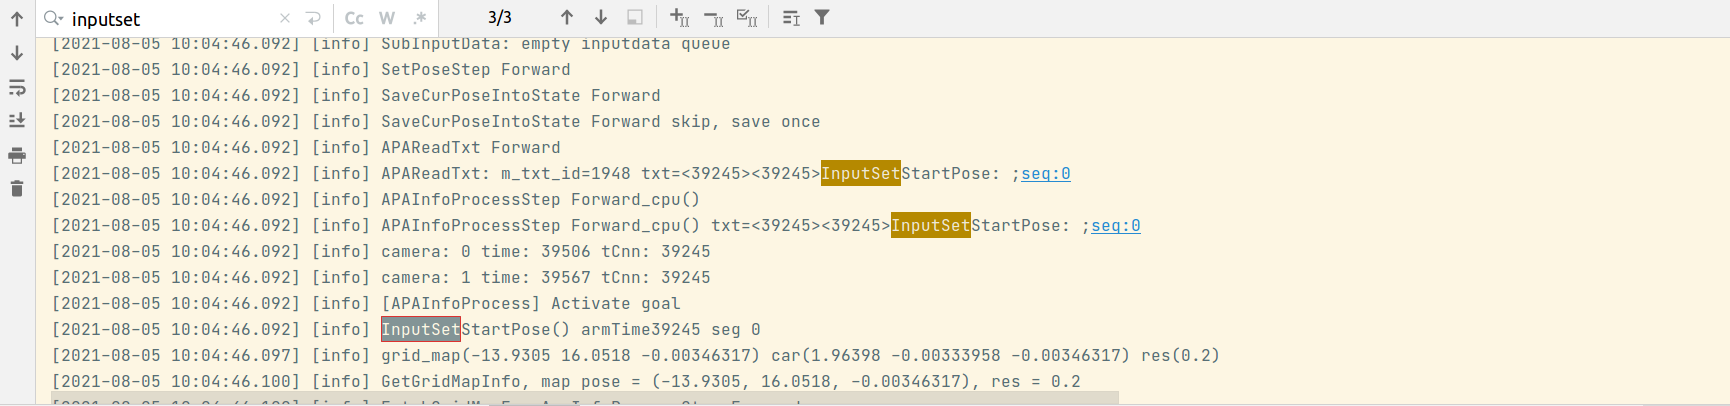 inputset
Cc W .*
3/3
[2021-08-05 10:04:46.092] [info] SubInputData: empty inputdata queue
[2021-08-05 10:04:46.092] [info] SetPoseStep Forward
[2021-08-05 10:04:46.092] [info] SaveCurPoseIntoState Forward
[2021-08-05 10:04:46.092] [info] SaveCurPoseIntoState Forward skip, save once
[2021-08-05 10:04:46.092] [info] APAReadTxt Forward
[2021-08-05 10:04:46.092] [info] APAReadTxt: m_txt_id=1948 txt=<39245><39245>InputSetStartPose: ;seq:0
[2021-08-05 10:04:46.092] [info] APAInfoProcessStep Forward_cpu()
[2021-08-05 10:04:46.092] [info] APAInfoProcessStep Forward_cpu() txt=<39245><39245>InputSetStartPose: ;seq:0
[2021-08-05 10:04:46.092] [info] camera: 0 time: 39506 tCnn: 39245
[2021-08-05 10:04:46.092] [info] camera: 1 time: 39567 tCnn: 39245
[2021-08-05 10:04:46.092] [info] [APAInfoProcess] Activate goal
[2021-08-05 10:04:46.092] [info] InputSetStartPose() armTime39245 seg 0
[2021-08-05 10:04:46.097] [info] grid_map(-13.9305 16.0518 -0.00346317) car(1.96398 -0.00333958 -0.00346317) res(0.2)
[2021-08-05 10:04:46.100] [info] GetGridMapInfo, map pose = (-13.9305, 16.0518, -0.00346317), res = 0.2